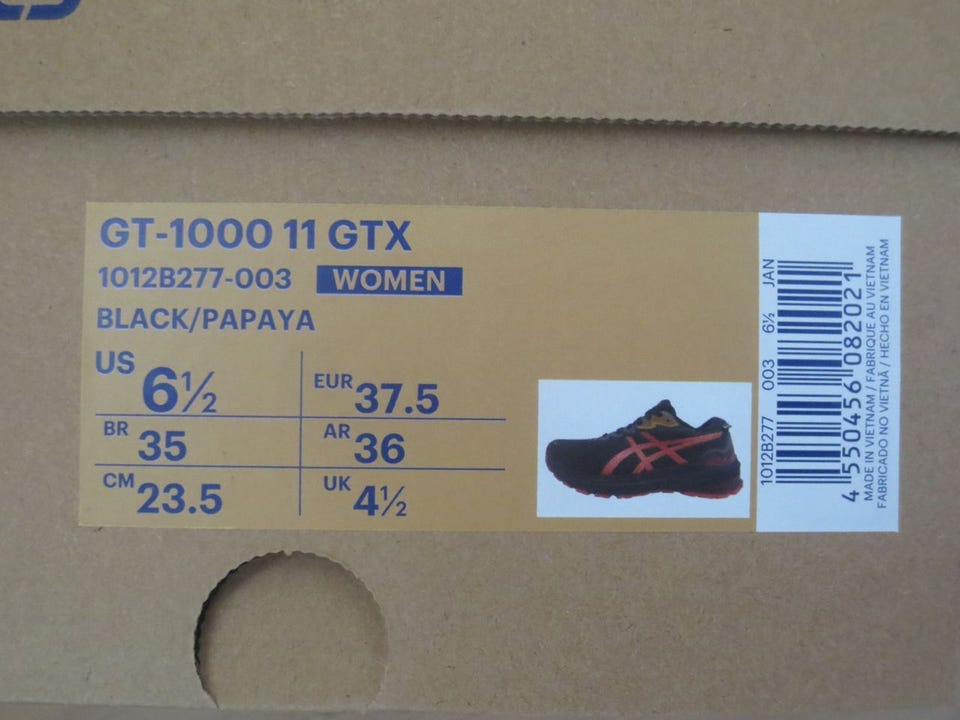 GT-1000 11 GTX
1012B277-003 WOMEN
BLACK/PAPAYA
US 6½
EUR 37.5
BR 35
AR 36
CM 23.5
UK 4½
1012B277 003 6½ JAN
4 550456 082021
MADE IN VIETNAM / FABRIQUE AU VIETNAM
FABRICADO NO VIETNÃ / HECHO EN VIETNAM